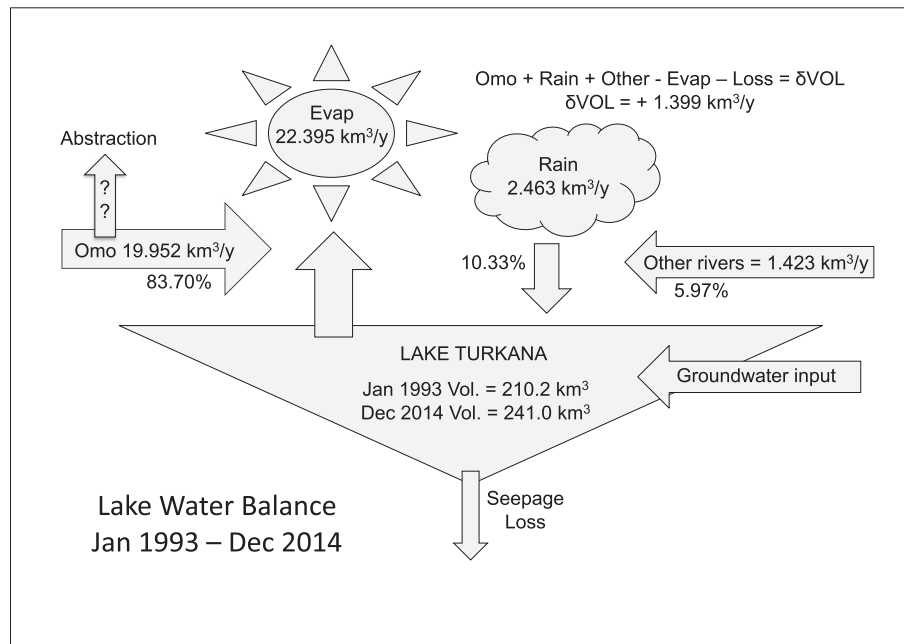 Omo + Rain + Other - Evap – Loss = δVOL
δVOL = + 1.399 km³/y
Evap
22.395 km³/y
Abstraction
?
?
Rain
2.463 km³/y
Omo 19.952 km³/y
83.70%
10.33%
Other rivers = 1.423 km³/y
5.97%
LAKE TURKANA
Jan 1993 Vol. = 210.2 km³
Dec 2014 Vol. = 241.0 km³
Groundwater input
Seepage
Loss
Lake Water Balance
Jan 1993 – Dec 2014